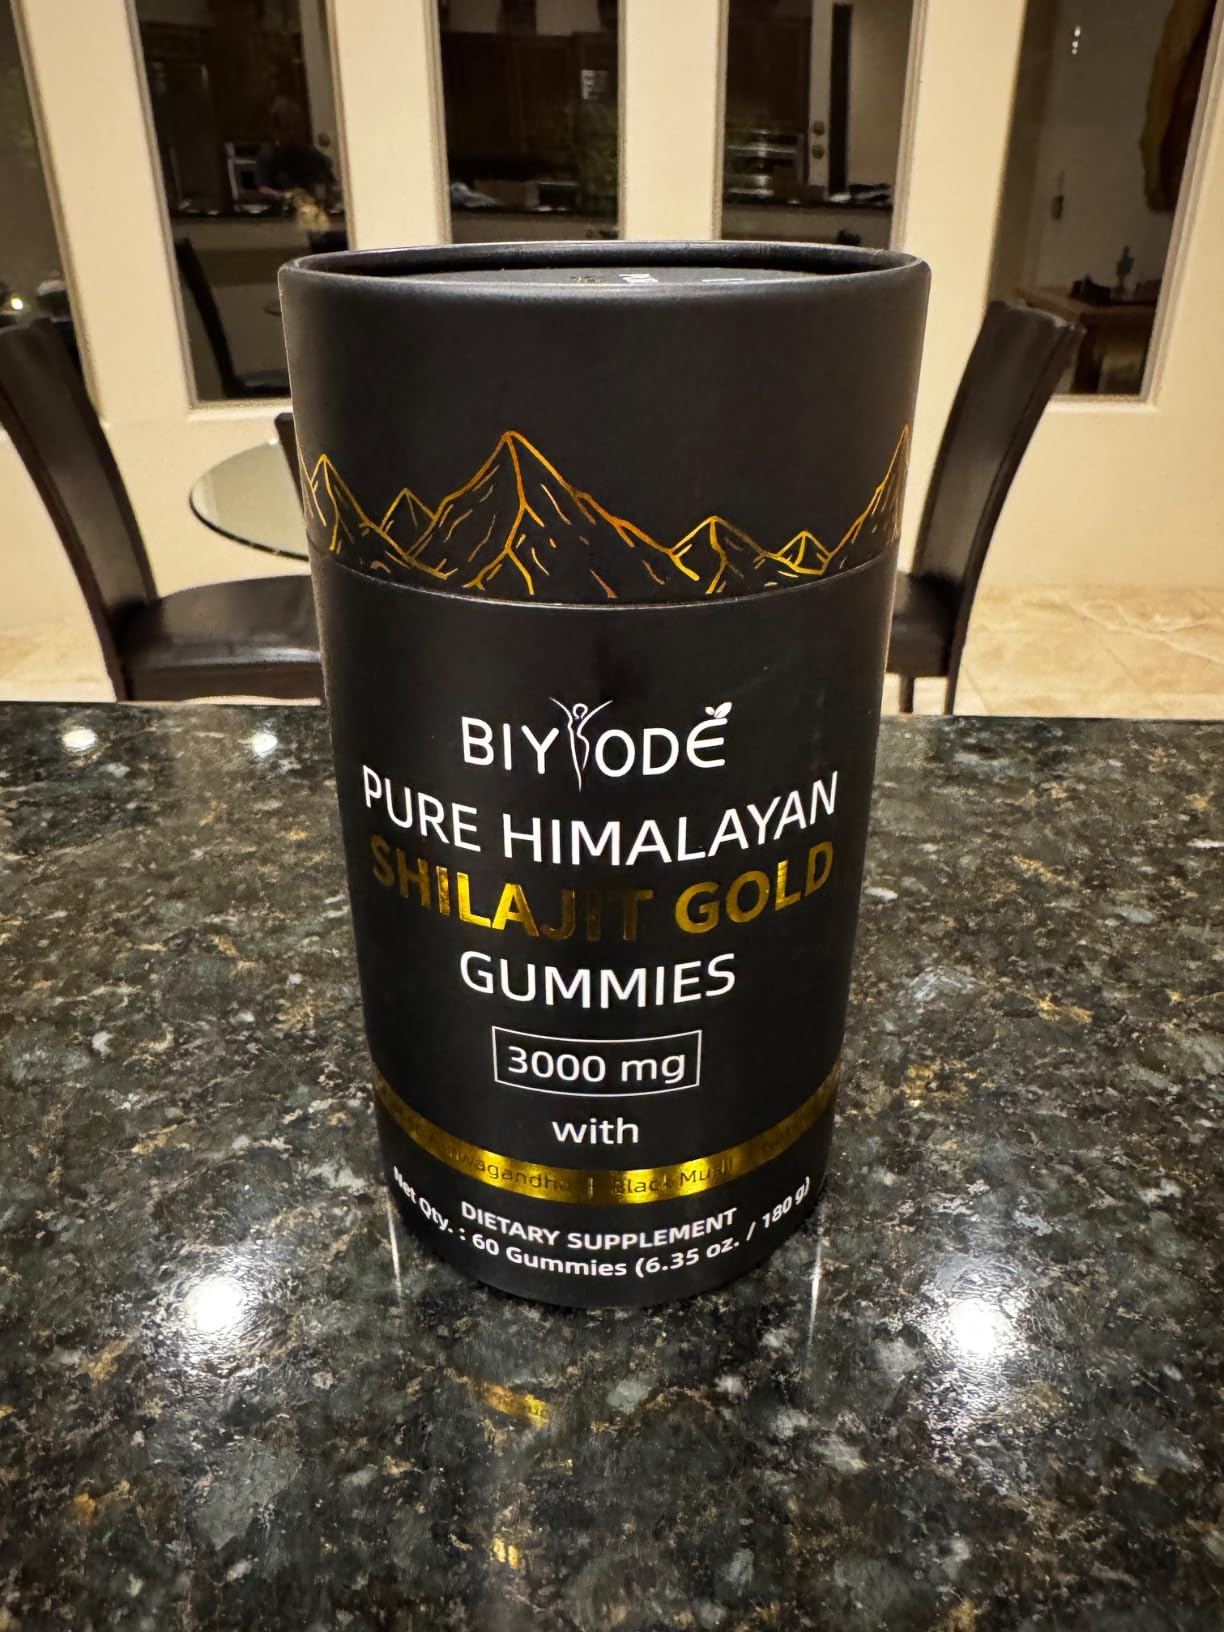 BIYODE
PURE HIMALAYAN
SHILAJIT GOLD
GUMMIES
3000 mg
with
Ashwagandha | Black Musli
DIETARY SUPPLEMENT
Net Qty. : 60 Gummies (6.35 oz. / 180 g)